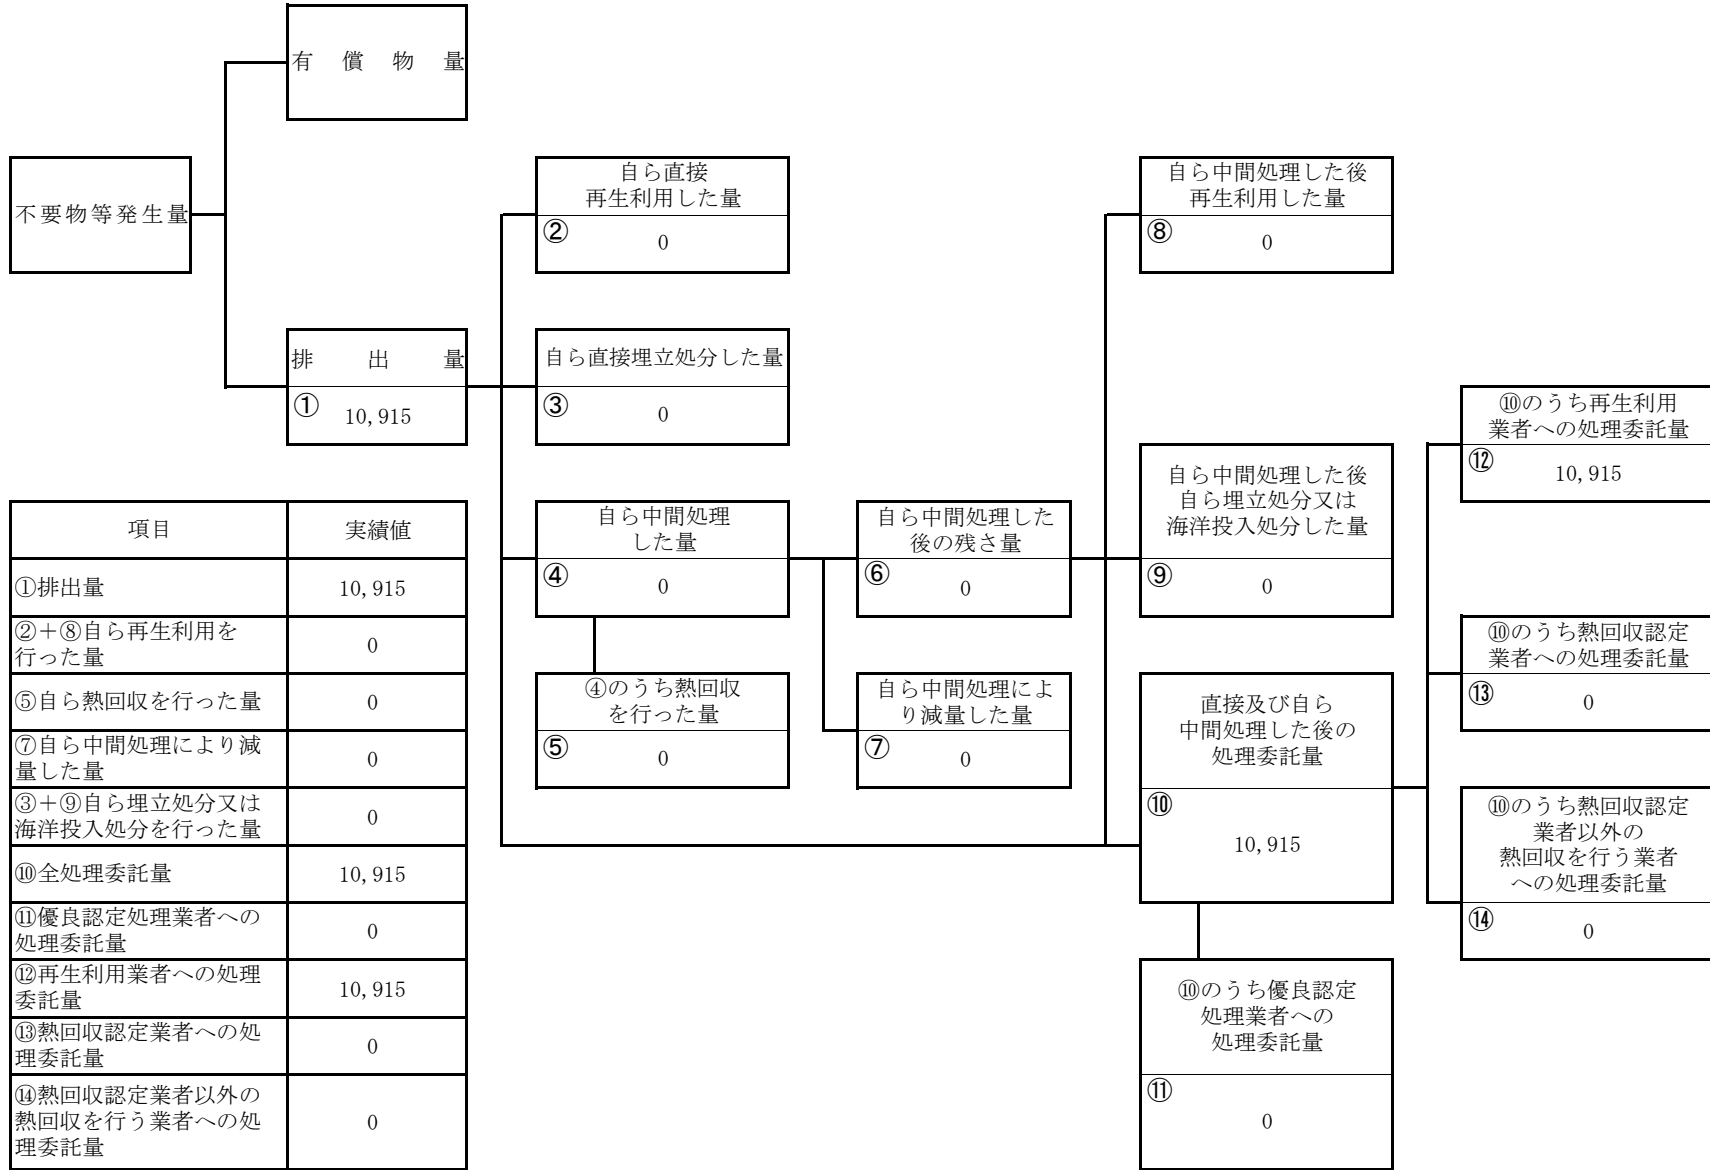 有償物量
不要物等発生量
排出量
① 10,915
自ら直接
再生利用した量
② 0
自ら直接埋立処分した量
③ 0
自ら中間処理
した量
④ 0
④のうち熱回収
を行った量
⑤ 0
自ら中間処理した
後の残さ量
⑥ 0
自ら中間処理によ
り減量した量
⑦ 0
自ら中間処理した後
再生利用した量
⑧ 0
自ら中間処理した後
自ら埋立処分又は
海洋投入処分した量
⑨ 0
直接及び自ら
中間処理した後の
処理委託量
⑩
10,915
⑩のうち優良認定
処理業者への
処理委託量
⑪
0
⑩のうち再生利用
業者への処理委託量
⑫ 10,915
⑩のうち熱回収認定
業者への処理委託量
⑬ 0
⑩のうち熱回収認定
業者以外の
熱回収を行う業者
への処理委託量
⑭ 0
項目 実績値
①排出量 10,915
②＋⑧自ら再生利用を
行った量 0
⑤自ら熱回収を行った量 0
⑦自ら中間処理により減
量した量 0
③＋⑨自ら埋立処分又は
海洋投入処分を行った量 0
⑩全処理委託量 10,915
⑪優良認定処理業者への
処理委託量 0
⑫再生利用業者への処理
委託量 10,915
⑬熱回収認定業者への処
理委託量 0
⑭熱回収認定業者以外の
熱回収を行う業者への処
理委託量 0